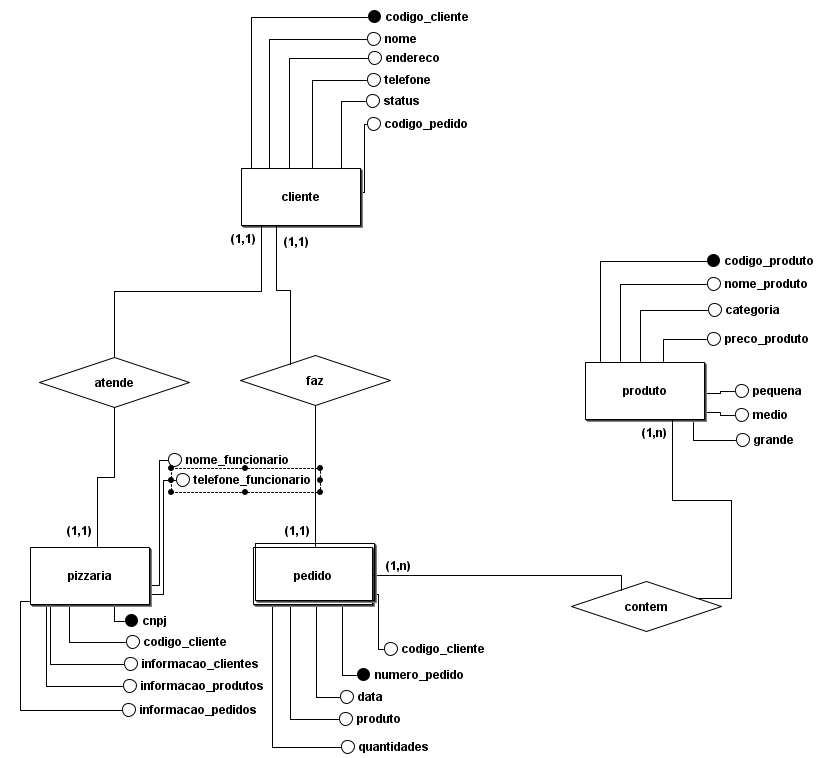 codigo_cliente
nome
endereco
telefone
status
codigo_pedido
cliente
(1,1)
(1,1)
codigo_produto
nome_produto
categoria
preco_produto
produto
pequena
medio
grande
(1,n)
atende
faz
nome_funcionario
telefone_funcionario
(1,1)
(1,1)
pizzaria
pedido
(1,n)
contem
cnpj
codigo_cliente
informacao_clientes
informacao_produtos
informacao_pedidos
codigo_cliente
numero_pedido
data
produto
quantidades